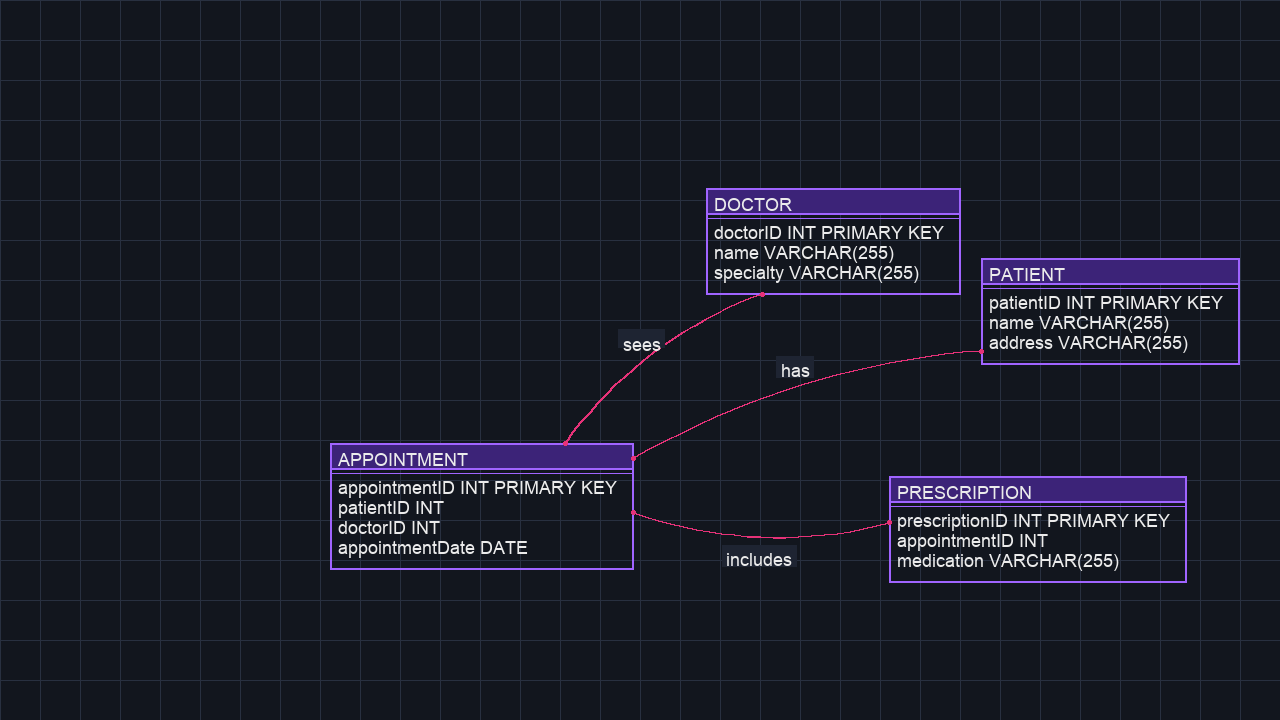 DOCTOR
doctorID INT PRIMARY KEY
name VARCHAR(255)
specialty VARCHAR(255)
PATIENT
patientID INT PRIMARY KEY
name VARCHAR(255)
address VARCHAR(255)
sees
has
APPOINTMENT
appointmentID INT PRIMARY KEY
patientID INT
doctorID INT
appointmentDate DATE
PRESCRIPTION
prescriptionID INT PRIMARY KEY
appointmentID INT
medication VARCHAR(255)
includes